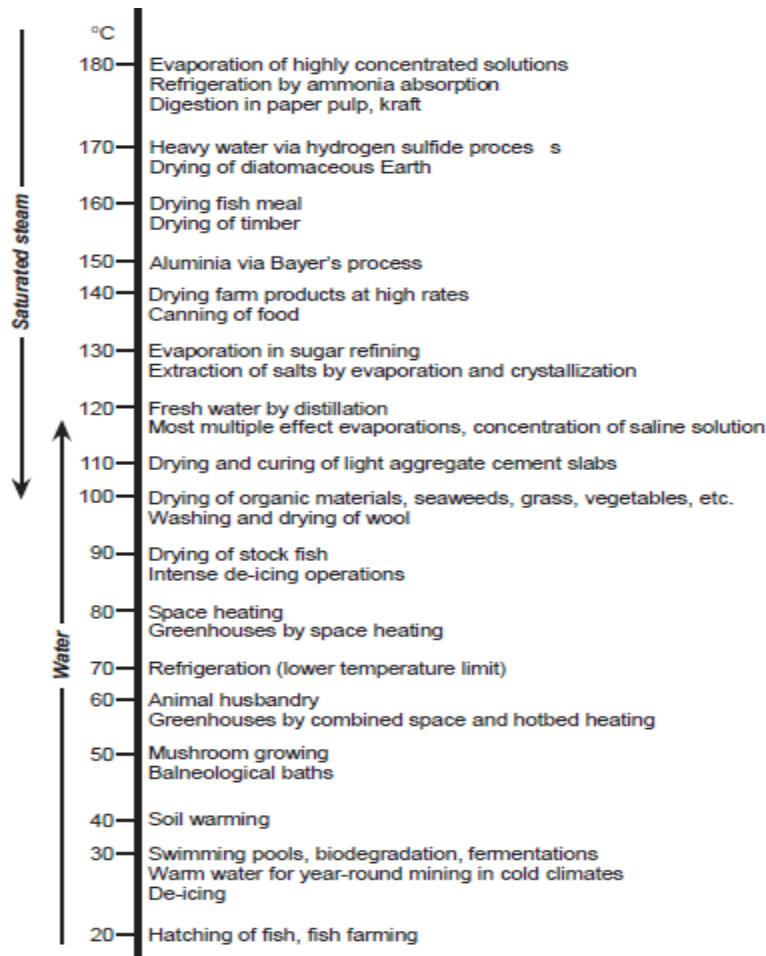 °C
180 Evaporation of highly concentrated solutions
Refrigeration by ammonia absorption
Digestion in paper pulp, kraft
170 Heavy water via hydrogen sulfide proces s
Drying of diatomaceous Earth
160 Drying fish meal
Drying of timber
Saturated steam
150 Aluminia via Bayer's process
140 Drying farm products at high rates
Canning of food
130 Evaporation in sugar refining
Extraction of salts by evaporation and crystallization
120 Fresh water by distillation
Most multiple effect evaporations, concentration of saline solution
110 Drying and curing of light aggregate cement slabs
100 Drying of organic materials, seaweeds, grass, vegetables, etc.
Washing and drying of wool
90 Drying of stock fish
Intense de-icing operations
80 Space heating
Greenhouses by space heating
Water
70 Refrigeration (lower temperature limit)
60 Animal husbandry
Greenhouses by combined space and hotbed heating
50 Mushroom growing
Balneological baths
40 Soil warming
30 Swimming pools, biodegradation, fermentations
Warm water for year-round mining in cold climates
De-icing
20 Hatching of fish, fish farming